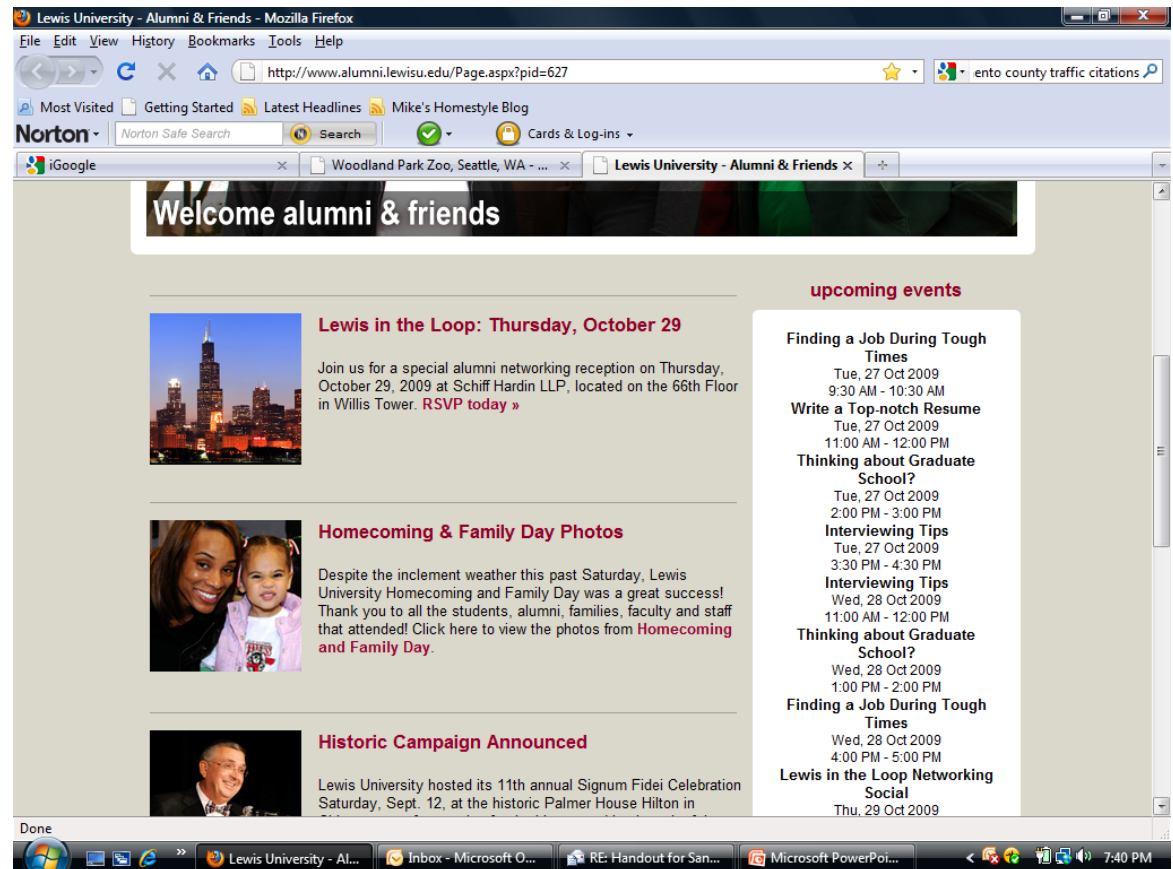 Lewis University - Alumni & Friends - Mozilla Firefox
File Edit View History Bookmarks Tools Help
http://www.alumni.lewisu.edu/Page.aspx?pid=627
ento county traffic citations
Most Visited Getting Started Latest Headlines Mike's Homestyle Blog
Norton Norton Safe Search Search Cards & Log-ins
iGoogle Woodland Park Zoo, Seattle, WA - ... Lewis University - Alumni & Friends
Welcome alumni & friends
Lewis in the Loop: Thursday, October 29
Join us for a special alumni networking reception on Thursday,
October 29, 2009 at Schiff Hardin LLP, located on the 66th Floor
in Willis Tower. RSVP today »
Homecoming & Family Day Photos
Despite the inclement weather this past Saturday, Lewis
University Homecoming and Family Day was a great success!
Thank you to all the students, alumni, families, faculty and staff
that attended! Click here to view the photos from Homecoming
and Family Day.
Historic Campaign Announced
Lewis University hosted its 11th annual Signum Fidei Celebration
Saturday, Sept. 12, at the historic Palmer House Hilton in
upcoming events
Finding a Job During Tough
Times
Tue, 27 Oct 2009
9:30 AM - 10:30 AM
Write a Top-notch Resume
Tue, 27 Oct 2009
11:00 AM - 12:00 PM
Thinking about Graduate
School?
Tue, 27 Oct 2009
2:00 PM - 3:00 PM
Interviewing Tips
Tue, 27 Oct 2009
3:30 PM - 4:30 PM
Interviewing Tips
Wed, 28 Oct 2009
11:00 AM - 12:00 PM
Thinking about Graduate
School?
Wed, 28 Oct 2009
1:00 PM - 2:00 PM
Finding a Job During Tough
Times
Wed, 28 Oct 2009
4:00 PM - 5:00 PM
Lewis in the Loop Networking
Social
Thu, 29 Oct 2009
Done
Lewis University - Al... Inbox - Microsoft O... RE: Handout for San... Microsoft PowerPoi... 7:40 PM